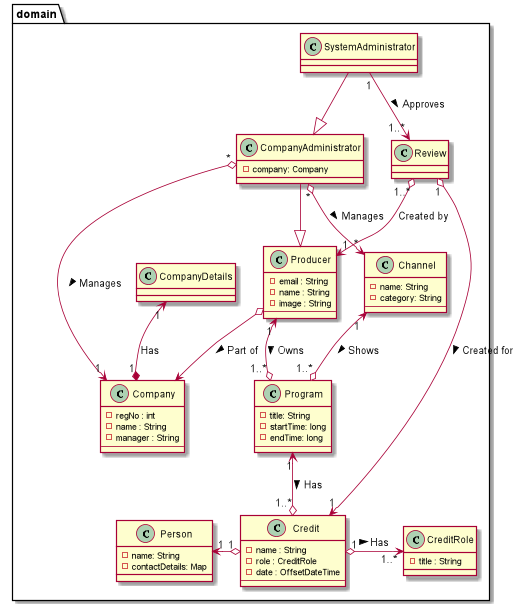 domain
C SystemAdministrator
1
Approves
1..*
C CompanyAdministrator
company: Company
C Review
*
*
Manages
1..*
1
Created by
1
*
C Producer
email : String
name : String
image : String
C Channel
name: String
category: String
C CompanyDetails
Manages
1
Has
1
Part of
1
Owns
1
Shows
Created for
1
1
1..*
1..*
C Company
regNo : int
name : String
manager : String
C Program
title: String
startTime: long
endTime: long
1
Has
1..*
1
C Person
name: String
contactDetails: Map
1
1
C Credit
name : String
role : CreditRole
date : OffsetDateTime
1
Has
1..*
C CreditRole
title : String